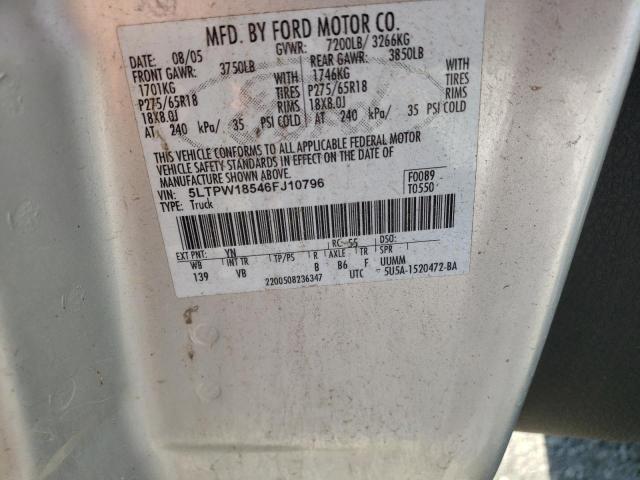 MFD. BY FORD MOTOR CO.
DATE: 08/05 GVWR: 7200LB/ 3266KG
FRONT GAWR: 3750LB REAR GAWR: 3850LB
1701KG WITH 1746KG WITH
P275/65R18 TIRES P275/65R18 TIRES
18X8.0J RIMS 18X8.0J RIMS
AT 240 kPa/ 35 PSI COLD AT 240 kPa/ 35 PSI COLD
THIS VEHICLE CONFORMS TO ALL APPLICABLE FEDERAL MOTOR
VEHICLE SAFETY STANDARDS IN EFFECT ON THE DATE OF
MANUFACTURE SHOWN ABOVE.
VIN: 5LTPW18546FJ10796 F0089
TYPE: Truck T0550
EXT PNT: YN RC: 55 DSO:
WB INT TR TP/PS R AXLE TR SPR
139 VB B B6 F UUMM
2200508236347 UTC 5U5A-1520472-BA